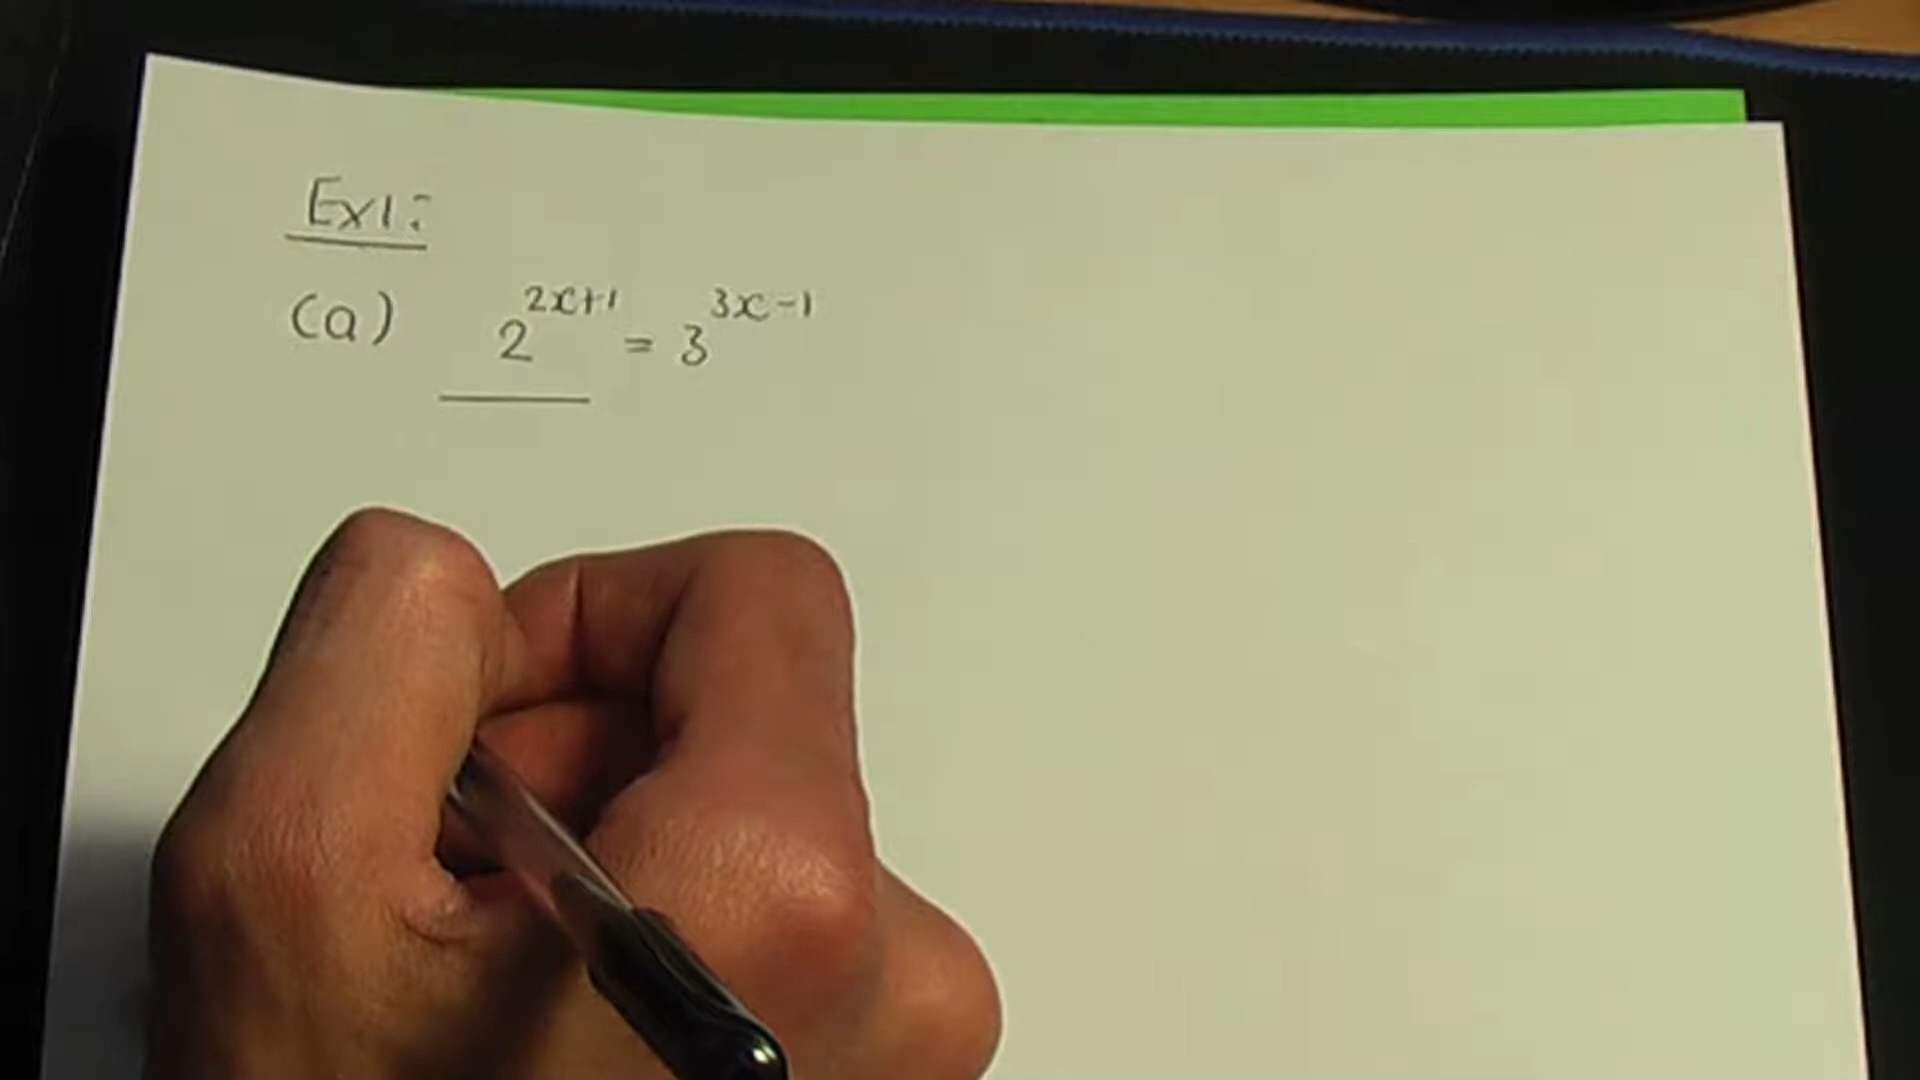 Ex1:
(a) 2^{2x+1} = 3^{3x-1}